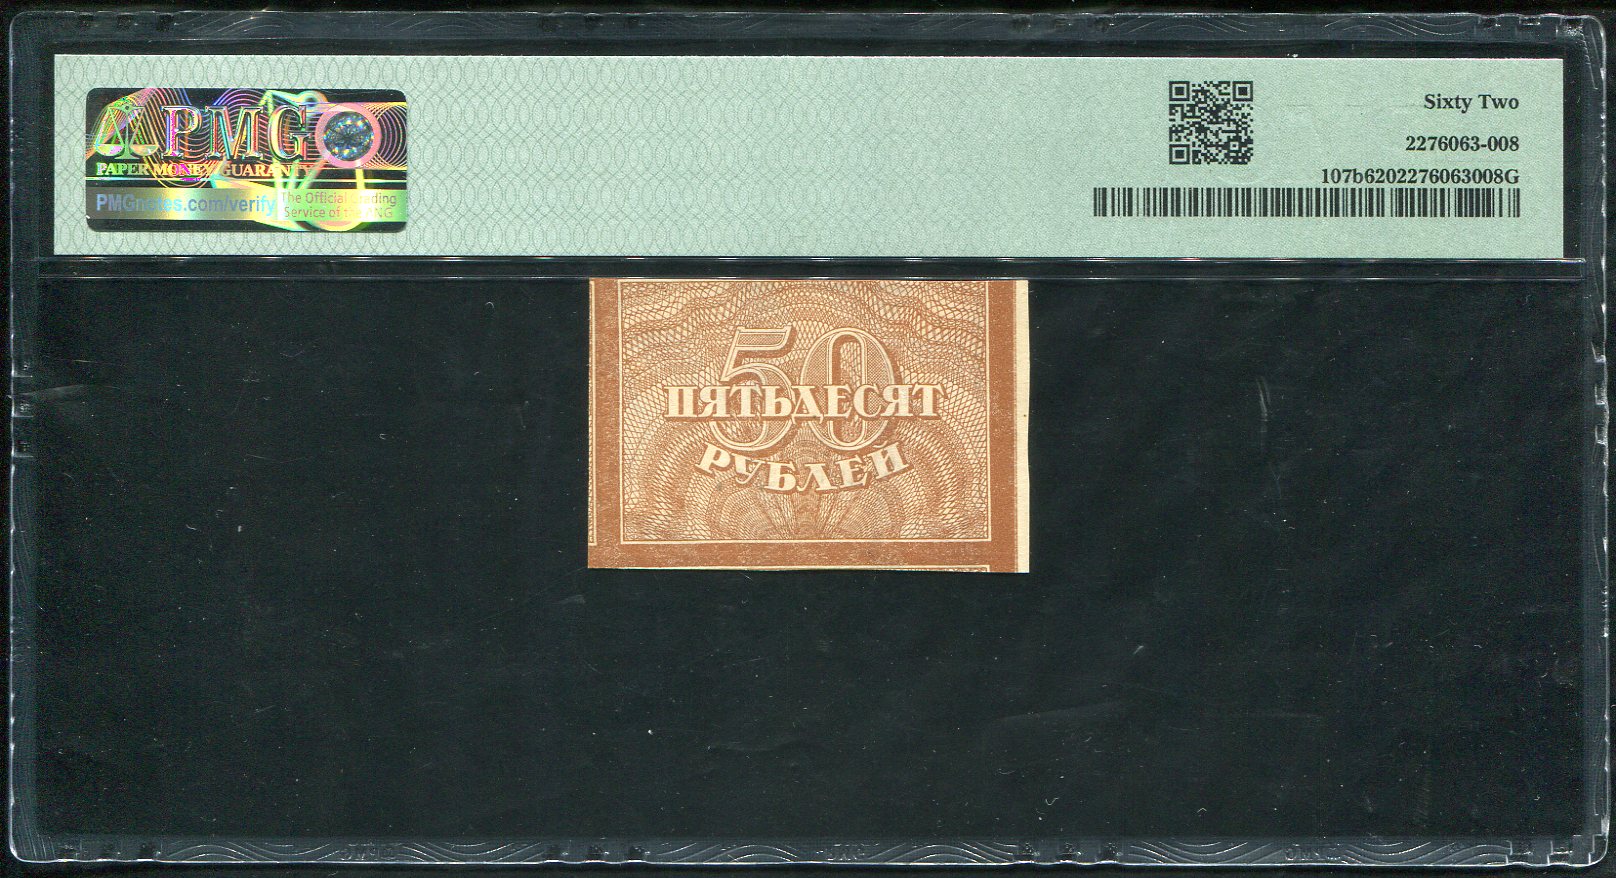 PMG
PAPER MONEY GUARANTY
PMGnotes.com/verify
The Official Grading
Service of the PNG
Sixty Two
2276063-008
107b6202276063008G
50
ПЯТЬДЕСЯТ
РУБЛЕЙ